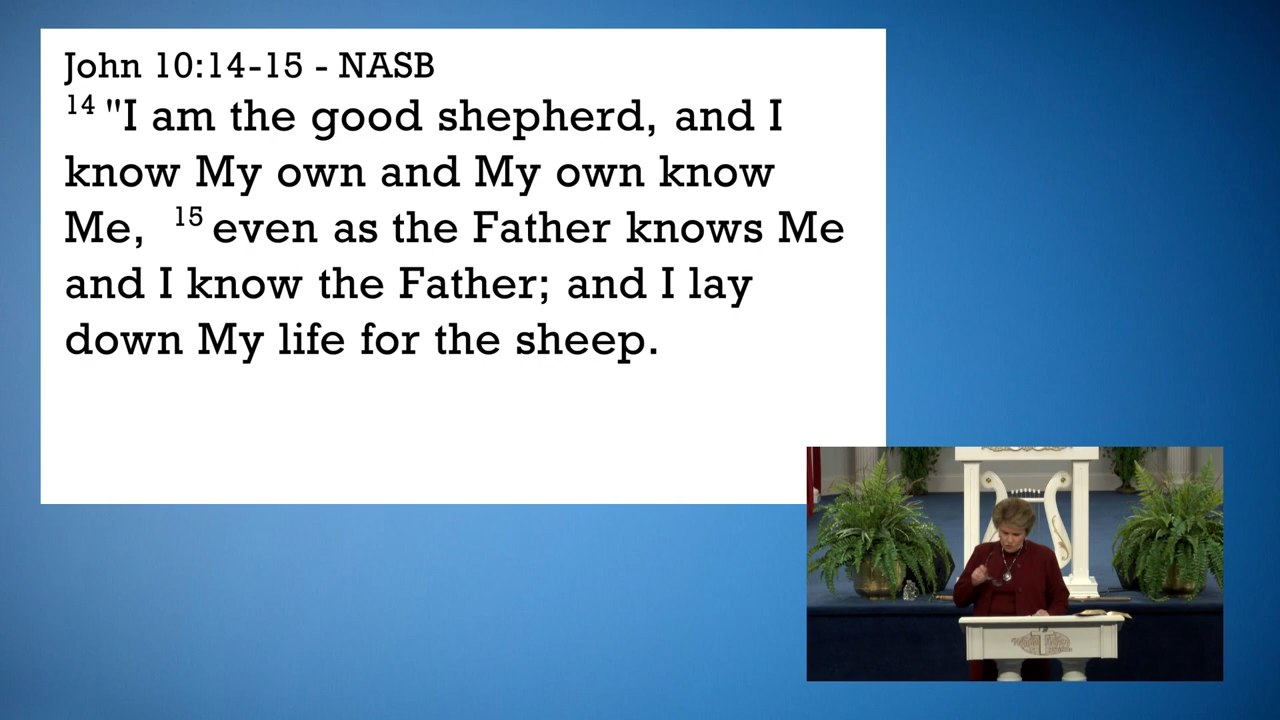 John 10:14-15 - NASB
14 "I am the good shepherd, and I
know My own and My own know
Me, 15 even as the Father knows Me
and I know the Father; and I lay
down My life for the sheep.